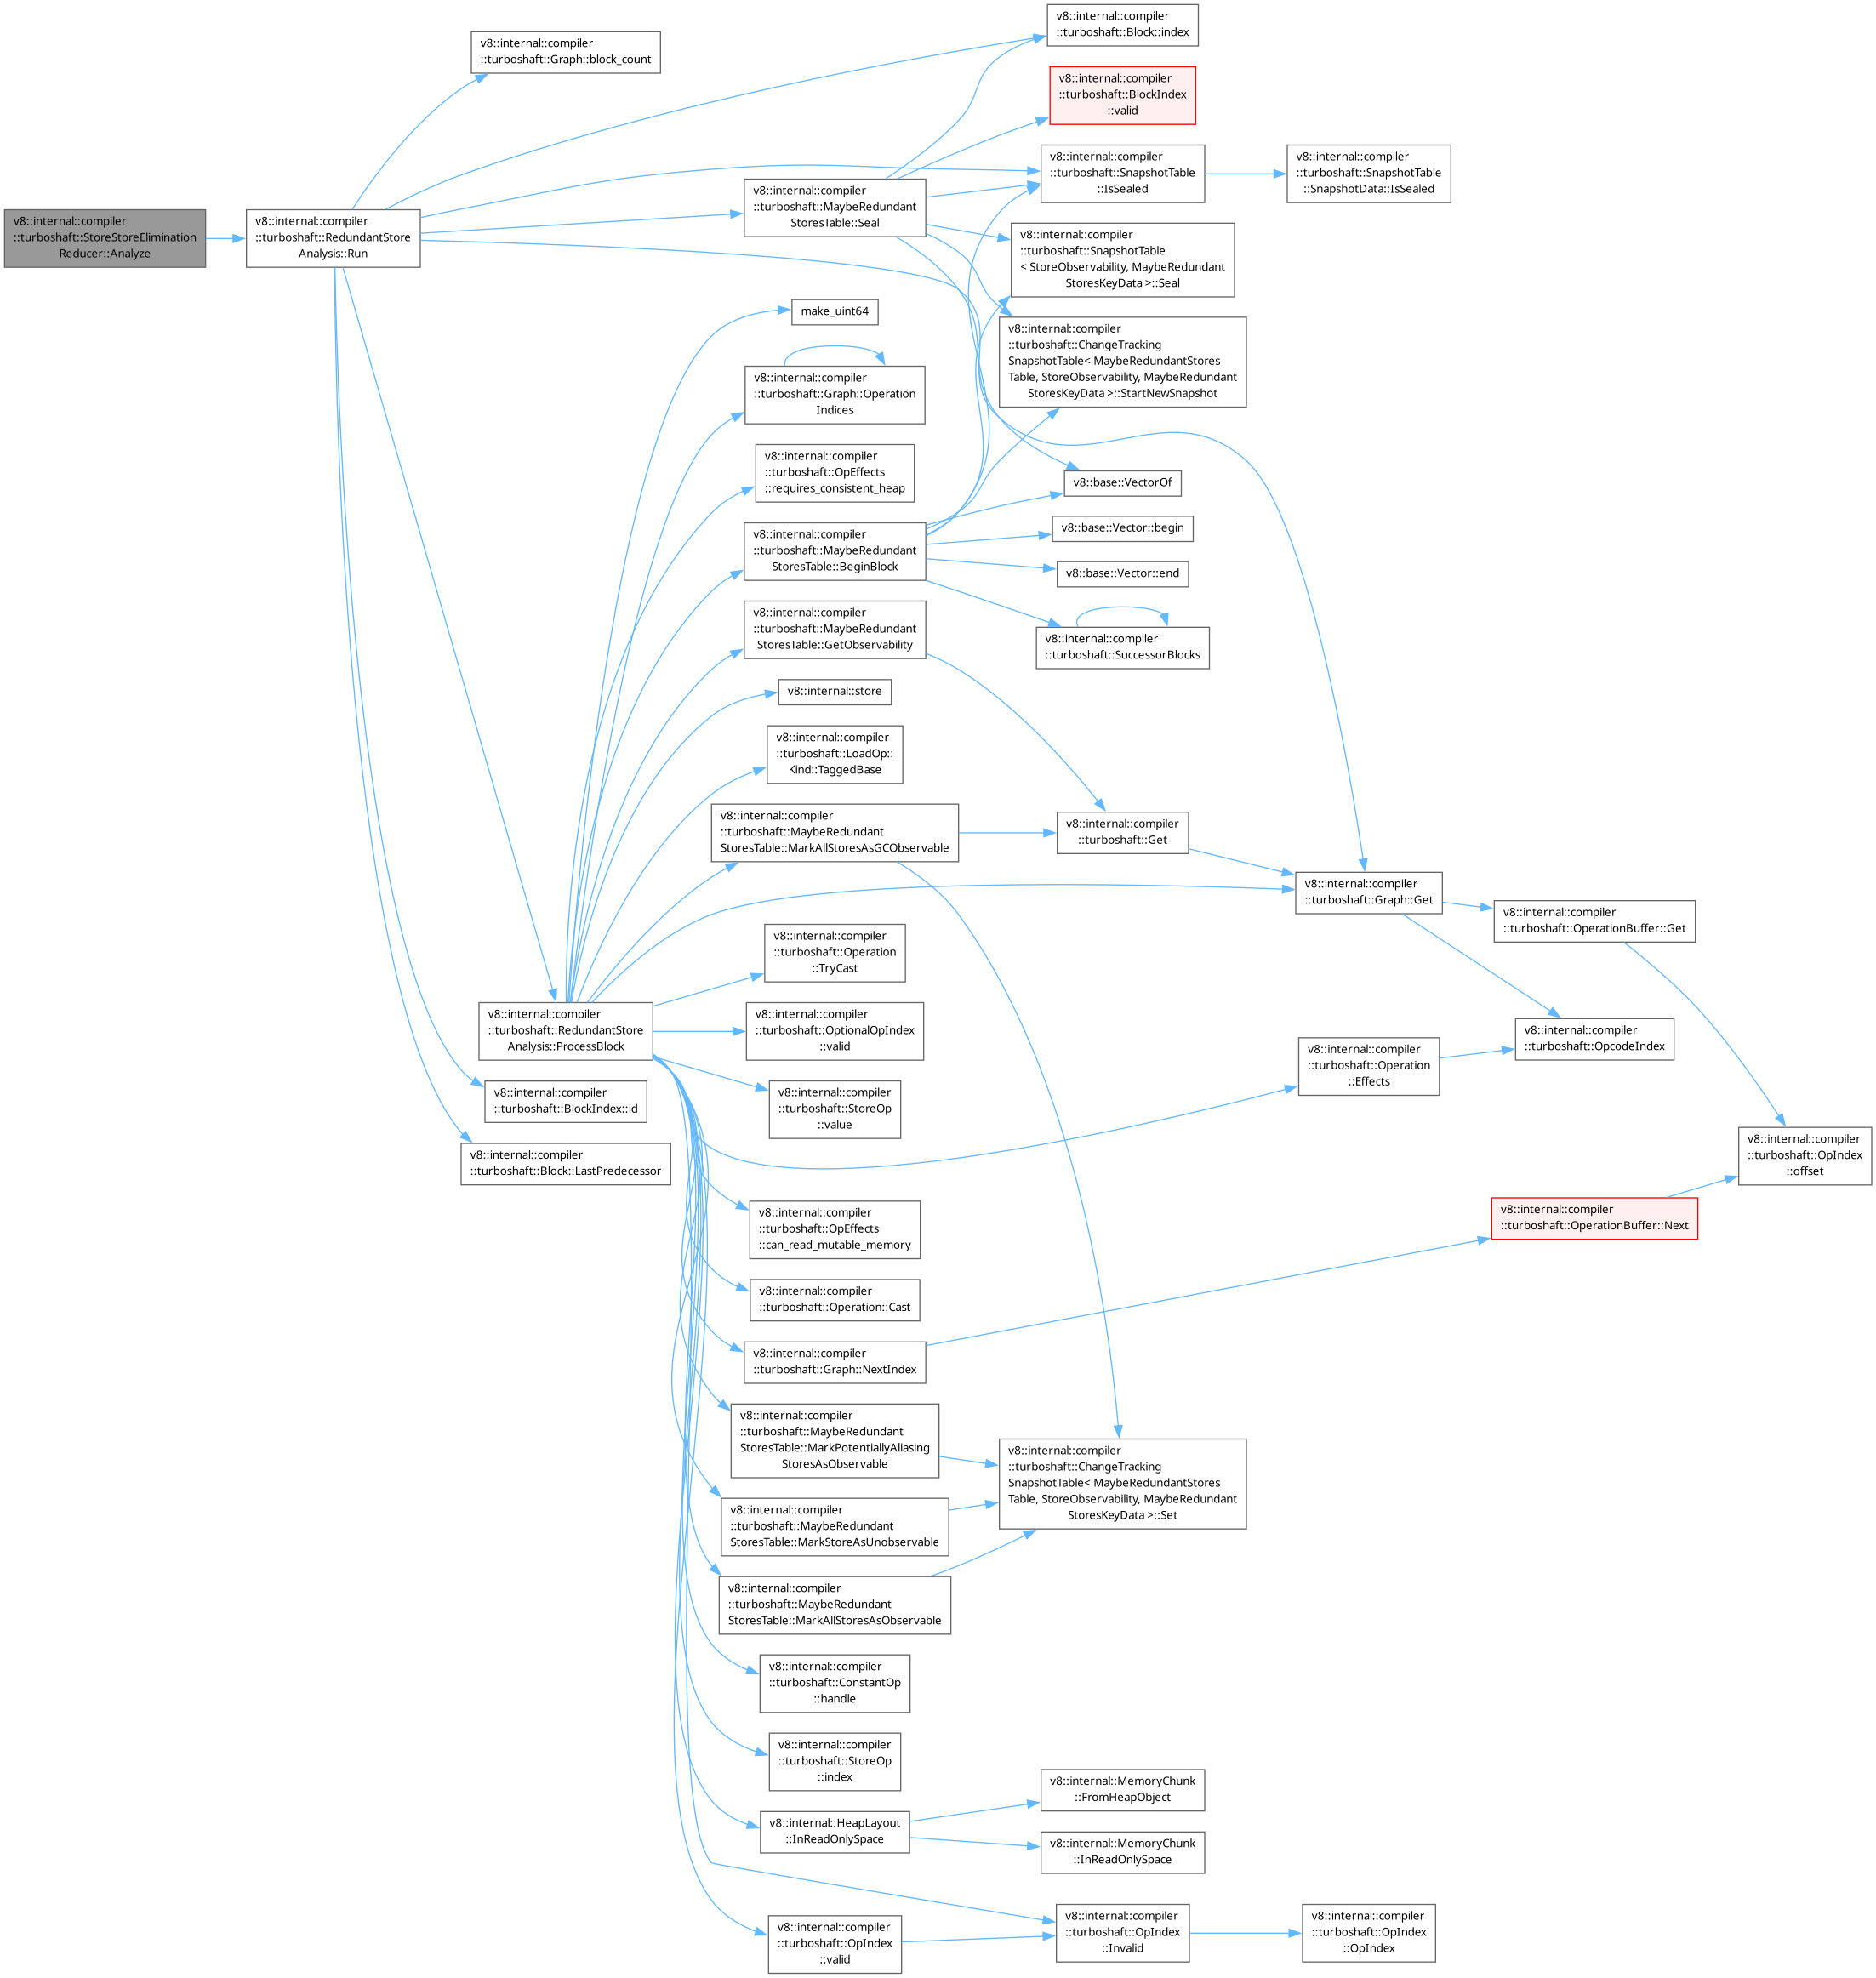 v8::internal::compiler
::turboshaft::StoreStoreElimination
Reducer::Analyze
v8::internal::compiler
::turboshaft::RedundantStore
Analysis::Run
v8::internal::compiler
::turboshaft::Graph::block_count
v8::internal::compiler
::turboshaft::Block::index
v8::internal::compiler
::turboshaft::BlockIndex
::valid
v8::internal::compiler
::turboshaft::SnapshotTable
::IsSealed
v8::internal::compiler
::turboshaft::SnapshotTable
::SnapshotData::IsSealed
v8::internal::compiler
::turboshaft::MaybeRedundant
StoresTable::Seal
v8::internal::compiler
::turboshaft::SnapshotTable
< StoreObservability, MaybeRedundant
StoresKeyData >::Seal
v8::internal::compiler
::turboshaft::ChangeTracking
SnapshotTable< MaybeRedundantStores
Table, StoreObservability, MaybeRedundant
StoresKeyData >::StartNewSnapshot
make_uint64
v8::internal::compiler
::turboshaft::Graph::Operation
Indices
v8::internal::compiler
::turboshaft::OpEffects
::requires_consistent_heap
v8::base::VectorOf
v8::internal::compiler
::turboshaft::MaybeRedundant
StoresTable::BeginBlock
v8::base::Vector::begin
v8::base::Vector::end
v8::internal::compiler
::turboshaft::SuccessorBlocks
v8::internal::compiler
::turboshaft::MaybeRedundant
StoresTable::GetObservability
v8::internal::store
v8::internal::compiler
::turboshaft::LoadOp::
Kind::TaggedBase
v8::internal::compiler
::turboshaft::MaybeRedundant
StoresTable::MarkAllStoresAsGCObservable
v8::internal::compiler
::turboshaft::Get
v8::internal::compiler
::turboshaft::Graph::Get
v8::internal::compiler
::turboshaft::OperationBuffer::Get
v8::internal::compiler
::turboshaft::Operation
::TryCast
v8::internal::compiler
::turboshaft::RedundantStore
Analysis::ProcessBlock
v8::internal::compiler
::turboshaft::OptionalOpIndex
::valid
v8::internal::compiler
::turboshaft::OpcodeIndex
v8::internal::compiler
::turboshaft::Operation
::Effects
v8::internal::compiler
::turboshaft::BlockIndex::id
v8::internal::compiler
::turboshaft::StoreOp
::value
v8::internal::compiler
::turboshaft::Block::LastPredecessor
v8::internal::compiler
::turboshaft::OpIndex
::offset
v8::internal::compiler
::turboshaft::OpEffects
::can_read_mutable_memory
v8::internal::compiler
::turboshaft::OperationBuffer::Next
v8::internal::compiler
::turboshaft::Operation::Cast
v8::internal::compiler
::turboshaft::Graph::NextIndex
v8::internal::compiler
::turboshaft::MaybeRedundant
StoresTable::MarkPotentiallyAliasing
StoresAsObservable
v8::internal::compiler
::turboshaft::ChangeTracking
SnapshotTable< MaybeRedundantStores
Table, StoreObservability, MaybeRedundant
StoresKeyData >::Set
v8::internal::compiler
::turboshaft::MaybeRedundant
StoresTable::MarkStoreAsUnobservable
v8::internal::compiler
::turboshaft::MaybeRedundant
StoresTable::MarkAllStoresAsObservable
v8::internal::compiler
::turboshaft::ConstantOp
::handle
v8::internal::compiler
::turboshaft::StoreOp
::index
v8::internal::MemoryChunk
::FromHeapObject
v8::internal::HeapLayout
::InReadOnlySpace
v8::internal::MemoryChunk
::InReadOnlySpace
v8::internal::compiler
::turboshaft::OpIndex
::valid
v8::internal::compiler
::turboshaft::OpIndex
::Invalid
v8::internal::compiler
::turboshaft::OpIndex
::OpIndex